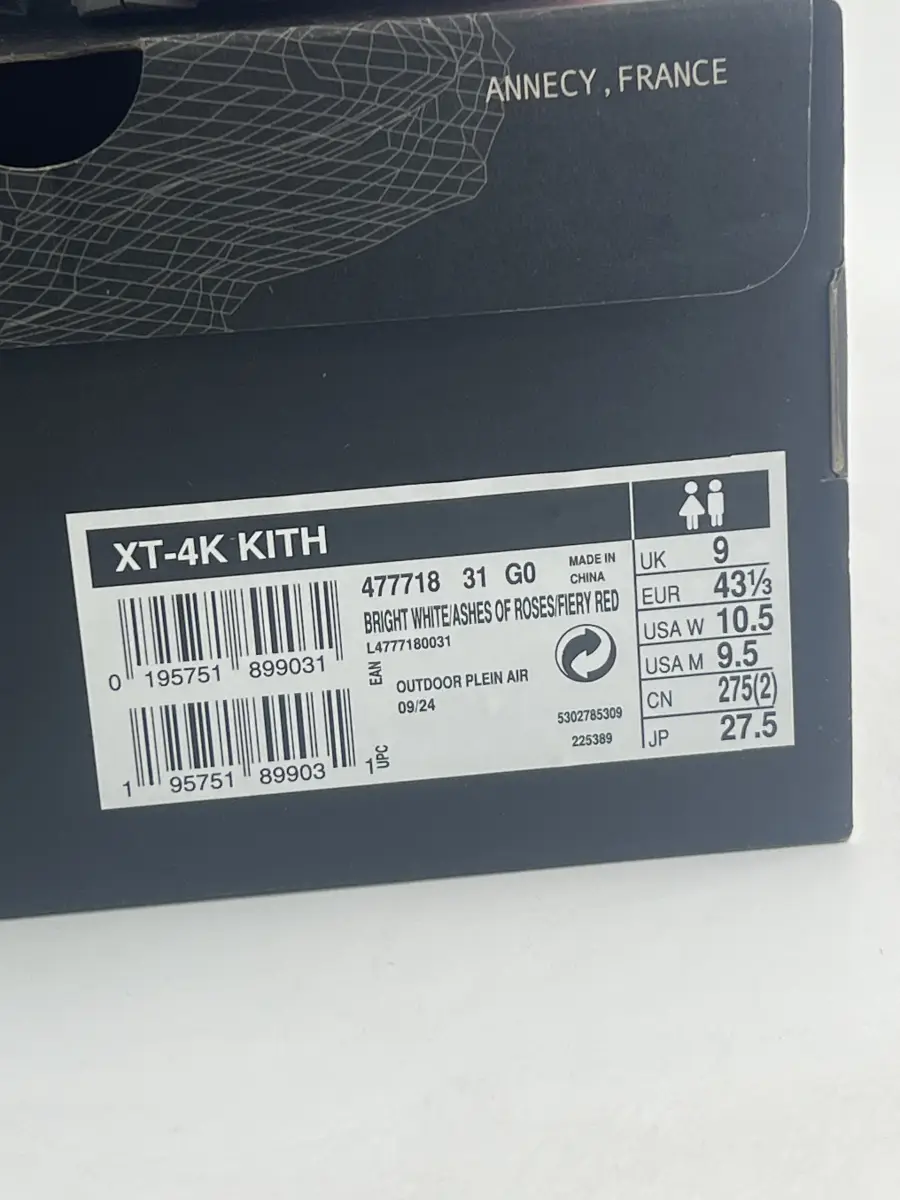 ANNECY , FRANCE
XT-4K KITH
477718 31 G0
MADE IN
CHINA
BRIGHT WHITE/ASHES OF ROSES/FIERY RED
L4777180031
EAN
0 195751 899031
OUTDOOR PLEIN AIR
09/24
5302785309
225389
1 95751 89903 1
UPC
UK 9
EUR 43⅓
USA W 10.5
USA M 9.5
CN 275(2)
JP 27.5